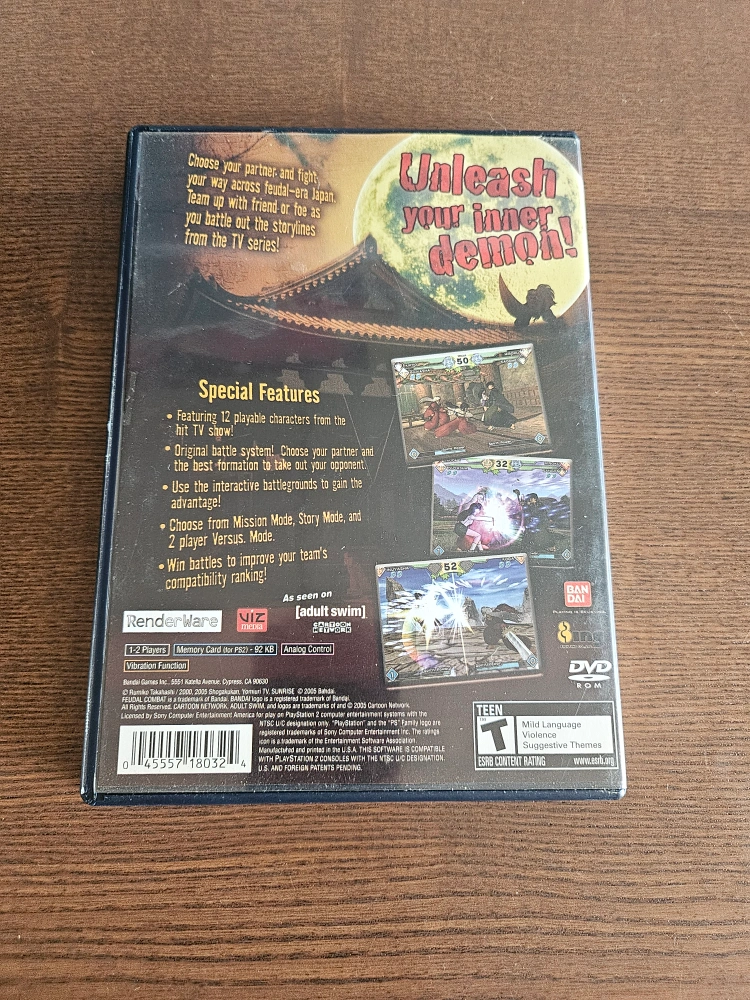 Choose your partner and fight
your way across feudal-era Japan.
Team up with friend or foe as
you battle out the storylines
from the TV series!
Unleash
your inner
demon!
Special Features
• Featuring 12 playable characters from the
hit TV show!
• Original battle system! Choose your partner and
the best formation to take out your opponent.
• Use the interactive battlegrounds to gain the
advantage!
• Choose from Mission Mode, Story Mode, and
2 player Versus. Mode.
• Win battles to improve your team's
compatibility ranking!
50
32
INUYASHA
52
As seen on
[adult swim]
CARTOON
NETWORK
RenderWare
VIZ
media
BAN
DAI
DVD
ROM
1-2 Players
Memory Card (for PS2) - 92 KB
Analog Control
Vibration Function
Bandai Games Inc., 5551 Katella Avenue, Cypress, CA 90630
© Rumiko Takahashi / 2000, 2005 Shogakukan, Yomiuri TV, SUNRISE © 2005 Bandai.
FEUDAL COMBAT is a trademark of Bandai. BANDAI logo is a registered trademark of Bandai.
All Rights Reserved. CARTOON NETWORK, ADULT SWIM, and logos are trademarks of and © 2005 Cartoon Network.
Licensed by Sony Computer Entertainment America for play on PlayStation 2 computer entertainment systems with the
NTSC U/C designation only. "PlayStation" and the "PS" Family logo are
registered trademarks of Sony Computer Entertainment Inc. The ratings
icon is a trademark of the Entertainment Software Association.
Manufactured and printed in the U.S.A. THIS SOFTWARE IS COMPATIBLE
WITH PLAYSTATION 2 CONSOLES WITH THE NTSC U/C DESIGNATION.
U.S. AND FOREIGN PATENTS PENDING.
0 45557 18032 4
TEEN
T
Mild Language
Violence
Suggestive Themes
ESRB CONTENT RATING
www.esrb.org